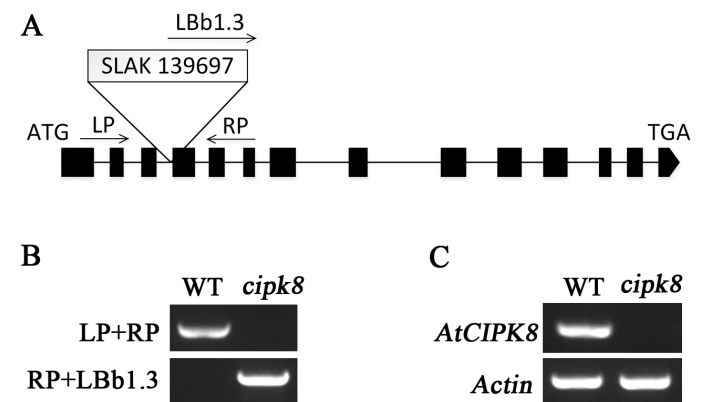 A
LBb1.3
SLAK 139697
ATG LP RP TGA
B
WT cipk8
LP+RP
RP+LBb1.3
C
WT cipk8
AtCIPK8
Actin